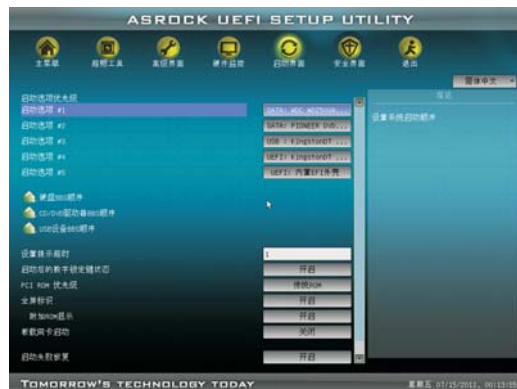 ASROCK UEFI SETUP UTILITY
主菜单 超频工具 高级界面 硬件监控 启动界面 安全界面 退出
简体中文
启动选项优先级
启动选项 #1 SATA: WDC WD2500...
启动选项 #2 SATA: PIONEER DVD...
启动选项 #3 USB : KingstonDT ...
启动选项 #4 UEFI: KingstonDT ...
启动选项 #5 UEFI: 内置EFI外壳
设置系统启动顺序
硬盘BBS顺序
CD/DVD驱动器BBS顺序
USB设备BBS顺序
设置提示超时 1
启动后的数字锁定键状态 开启
PCI ROM 优先级 传统ROM
全屏标识 开启
附加ROM显示 开启
板载网卡启动 关闭
启动失败恢复 开启
TOMORROW'S TECHNOLOGY TODAY
星期五 07/15/2011, 00:13:15